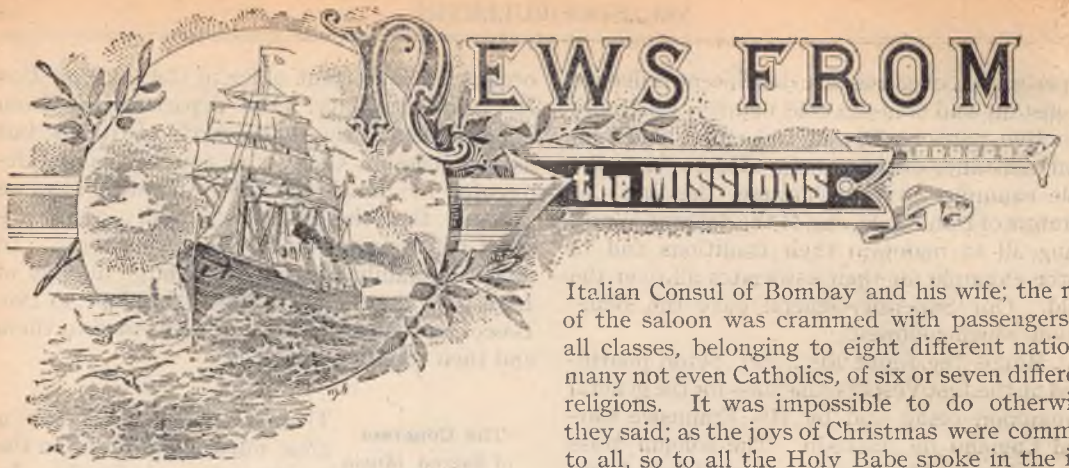 NEWS FROM
the MISSIONS
Italian Consul of Bombay and his wife; the r
of the saloon was crammed with passengers
all classes, belonging to eight different natio
many not even Catholics, of six or seven differe
religions. It was impossible to do otherwi
they said; as the joys of Christmas were comm
to all, so to all the Holy Babe spoke in the i